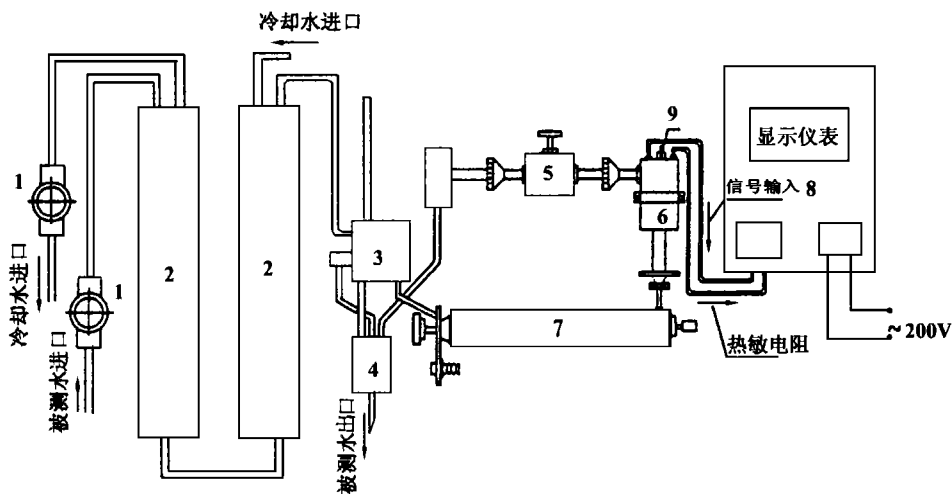 冷却水进口
1
冷却水进口
1
被测水进口
2
2
3
4
被测水出口
5
9
6
7
显示仪表
信号输入 8
热敏电阻
~200V